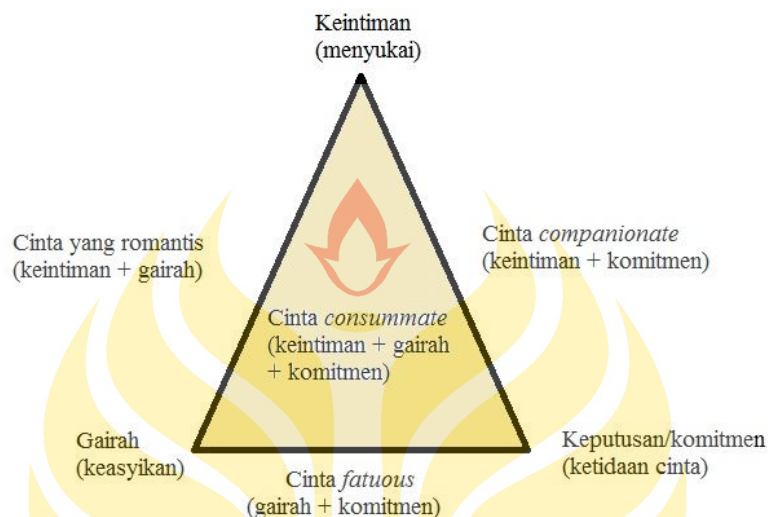 Keintiman
(menyukai)
Cinta yang romantis
(keintiman + gairah)
Cinta companionate
(keintiman + komitmen)
Cinta consummate
(keintiman + gairah
+ komitmen)
Gairah
(keasyikan)
Keputusan/komitmen
(ketidaan cinta)
Cinta fatuous
(gairah + komitmen)